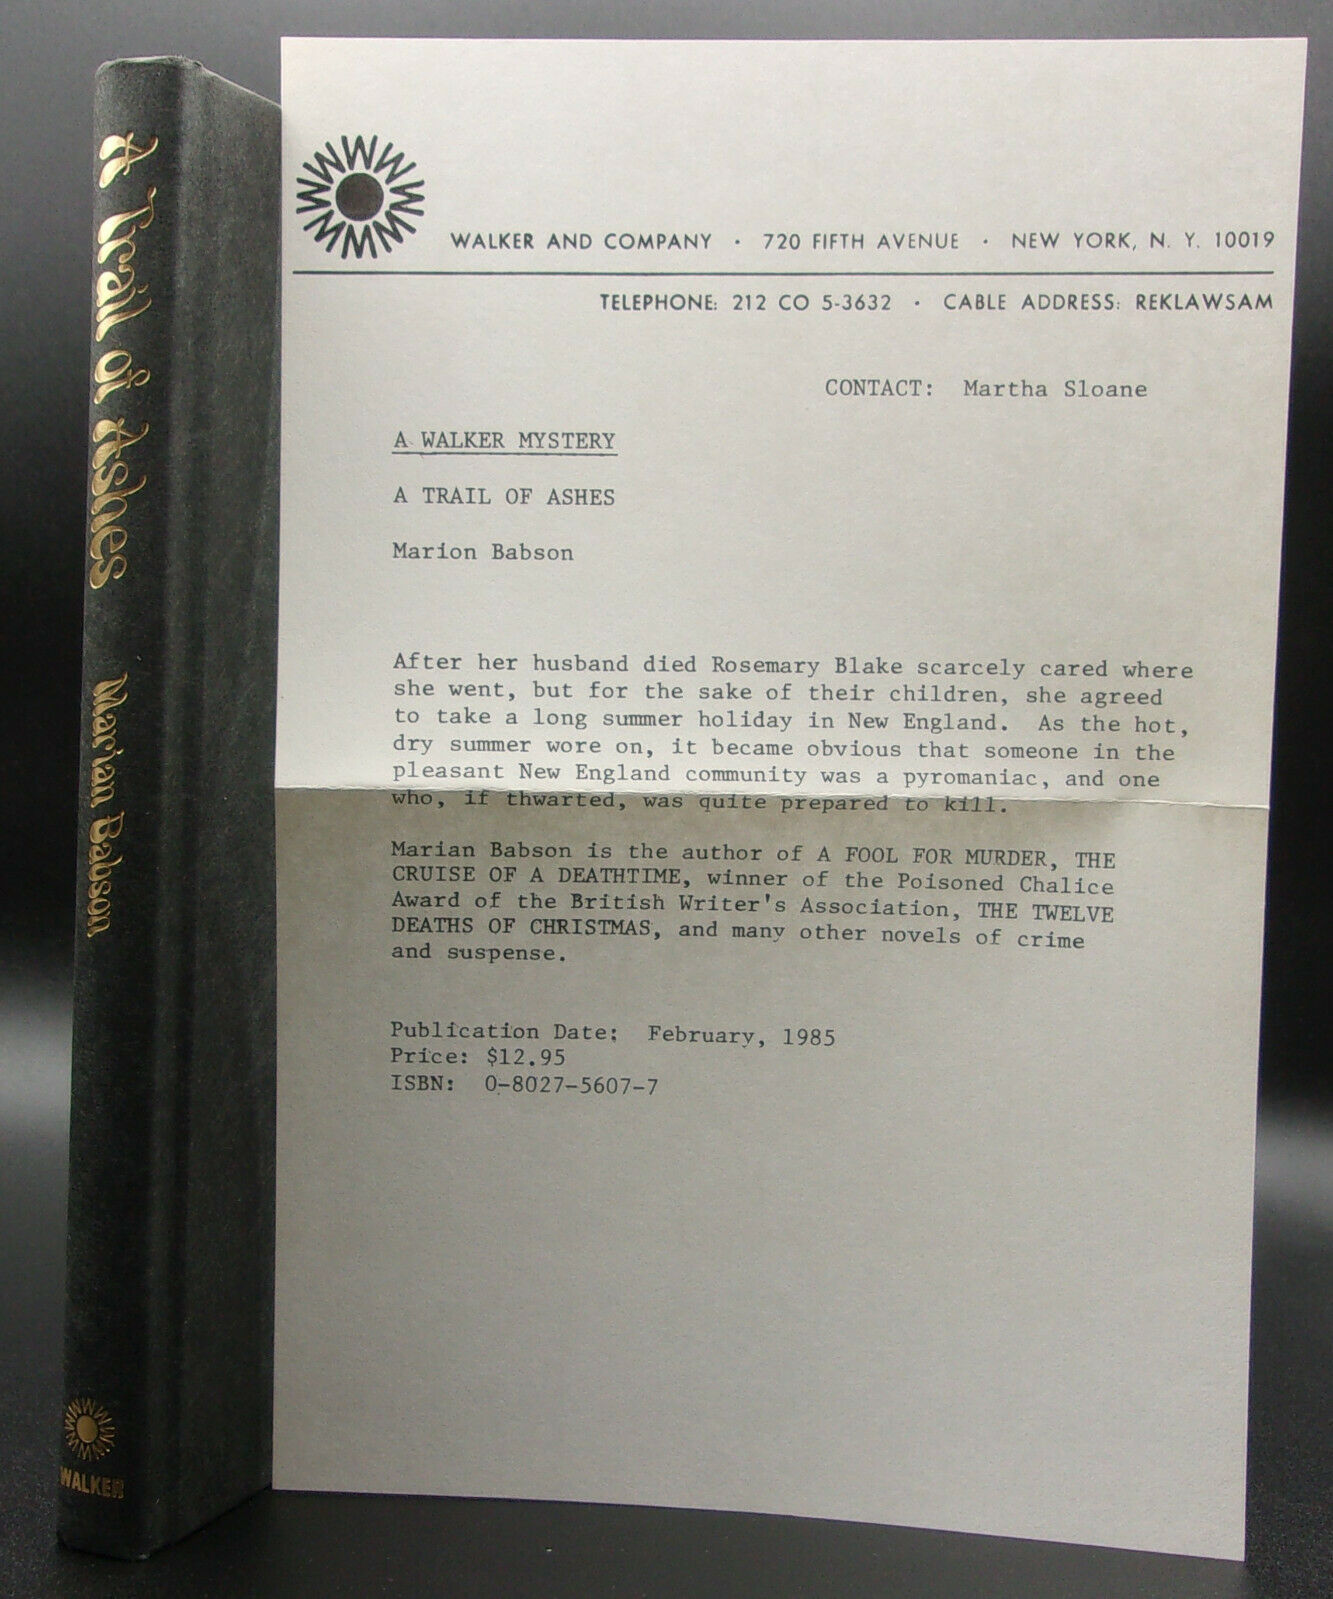 A Trail of Ashes Marian Babson
WALKER
WALKER AND COMPANY · 720 FIFTH AVENUE · NEW YORK, N. Y. 10019
TELEPHONE: 212 CO 5-3632 · CABLE ADDRESS: REKLAWSAM
CONTACT: Martha Sloane
A WALKER MYSTERY
A TRAIL OF ASHES
Marion Babson
After her husband died Rosemary Blake scarcely cared where
she went, but for the sake of their children, she agreed
to take a long summer holiday in New England. As the hot,
dry summer wore on, it became obvious that someone in the
pleasant New England community was a pyromaniac, and one
who, if thwarted, was quite prepared to kill.
Marian Babson is the author of A FOOL FOR MURDER, THE
CRUISE OF A DEATHTIME, winner of the Poisoned Chalice
Award of the British Writer's Association, THE TWELVE
DEATHS OF CHRISTMAS, and many other novels of crime
and suspense.
Publication Date: February, 1985
Price: $12.95
ISBN: 0-8027-5607-7